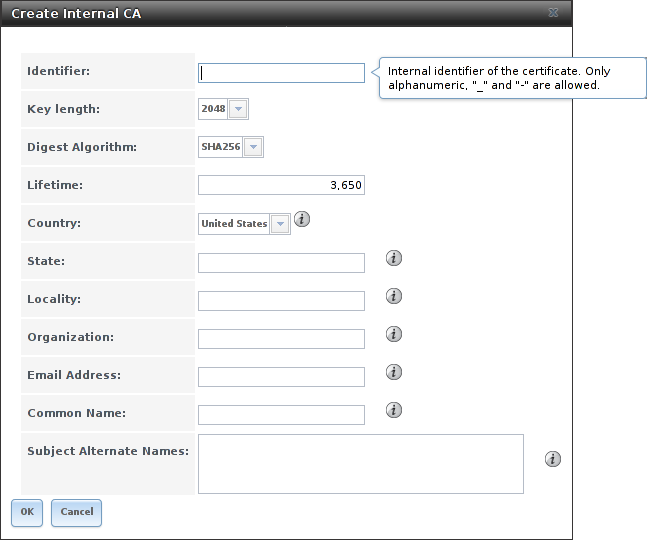 Create Internal CA
Identifier:
Internal identifier of the certificate. Only
alphanumeric, "_" and "-" are allowed.
Key length: 2048
Digest Algorithm: SHA256
Lifetime: 3,650
Country: United States
State:
Locality:
Organization:
Email Address:
Common Name:
Subject Alternate Names:
OK Cancel